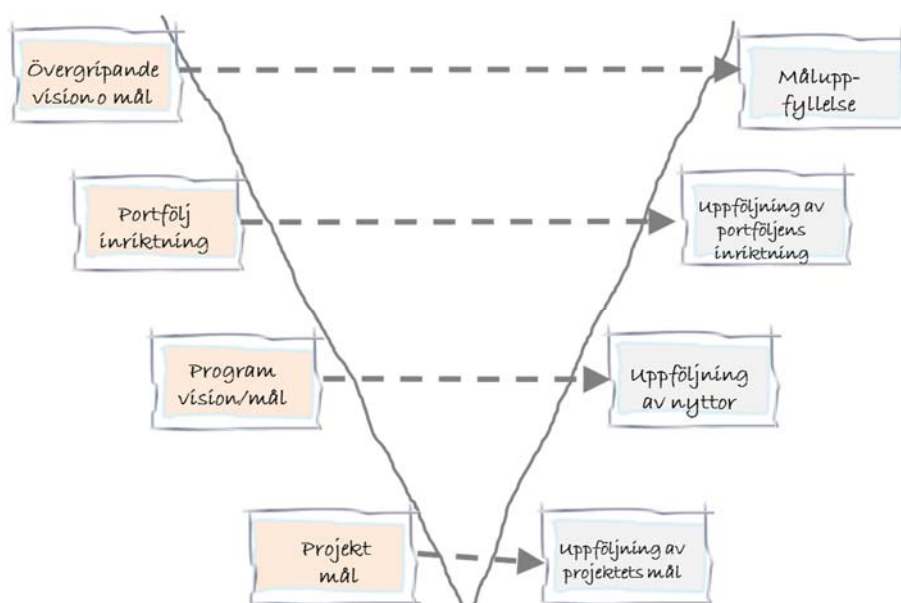 Övergripande
vision o mål
Målupp-
fyllelse
Portfölj
inriktning
Uppföljning av
portföljens
inriktning
Program
vision/mål
Uppföljning
av nyttor
Projekt
mål
Uppföljning av
projektets mål